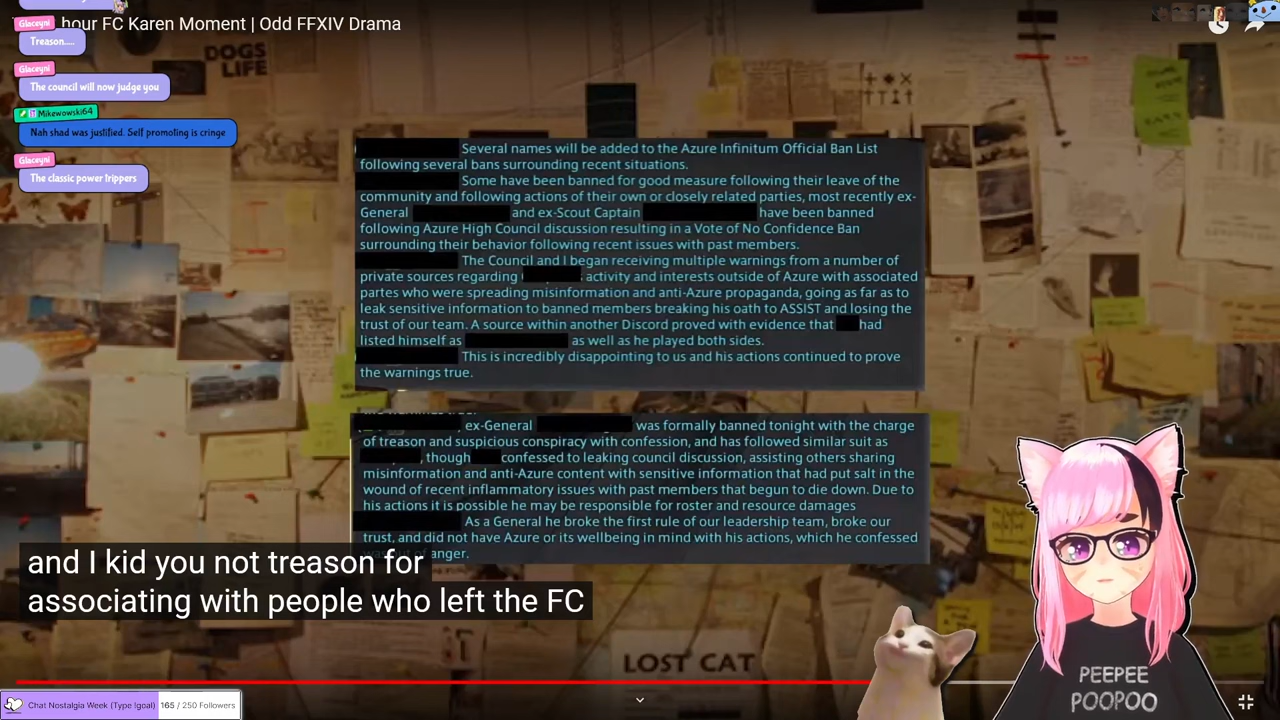 hour FC Karen Moment | Odd FFXIV Drama
Glaceyni
Treason.....
Glaceyni
The council will now judge you
Mikewowski64
Nah shad was justified. Self promoting is cringe
Glaceyni
The classic power trippers
DOGS
LIFE
Several names will be added to the Azure Infinitum Official Ban List
following several bans surrounding recent situations.
Some have been banned for good measure following their leave of the
community and following actions of their own or closely related parties, most recently ex-
General and ex-Scout Captain have been banned
following Azure High Council discussion resulting in a Vote of No Confidence Ban
surrounding their behavior following recent issues with past members.
The Council and I began receiving multiple warnings from a number of
private sources regarding activity and interests outside of Azure with associated
partes who were spreading misinformation and anti-Azure propaganda, going as far as to
leak sensitive information to banned members breaking his oath to ASSIST and losing the
trust of our team. A source within another Discord proved with evidence that had
listed himself as as well as he played both sides.
This is incredibly disappointing to us and his actions continued to prove
the warnings true.
ex-General was formally banned tonight with the charge
of treason and suspicious conspiracy with confession, and has followed similar suit as
, though confessed to leaking council discussion, assisting others sharing
misinformation and anti-Azure content with sensitive information that had put salt in the
wound of recent inflammatory issues with past members that begun to die down. Due to
his actions it is possible he may be responsible for roster and resource damages
As a General he broke the first rule of our leadership team, broke our
trust, and did not have Azure or its wellbeing in mind with his actions, which he confessed
was out of anger.
and I kid you not treason for
associating with people who left the FC
LOST CAT
PEEPEE
POOPOO
Chat Nostalgia Week (Type !goal) 165 / 250 Followers